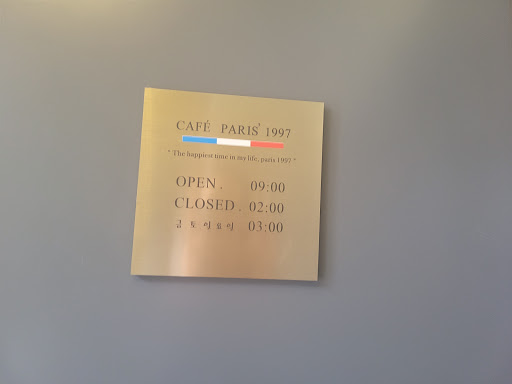 CAFÉ PARIS' 1997
" The happiest time in my life, paris 1997 "
OPEN . 09:00
CLOSED . 02:00
금 토 일요일 03:00